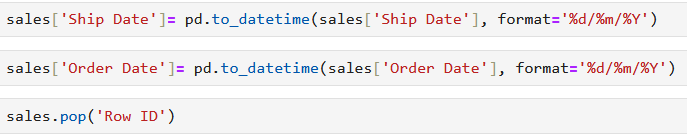 sales['Ship Date']= pd.to_datetime(sales['Ship Date'], format='%d/%m/%Y')
sales['Order Date']= pd.to_datetime(sales['Order Date'], format='%d/%m/%Y')
sales.pop('Row ID')